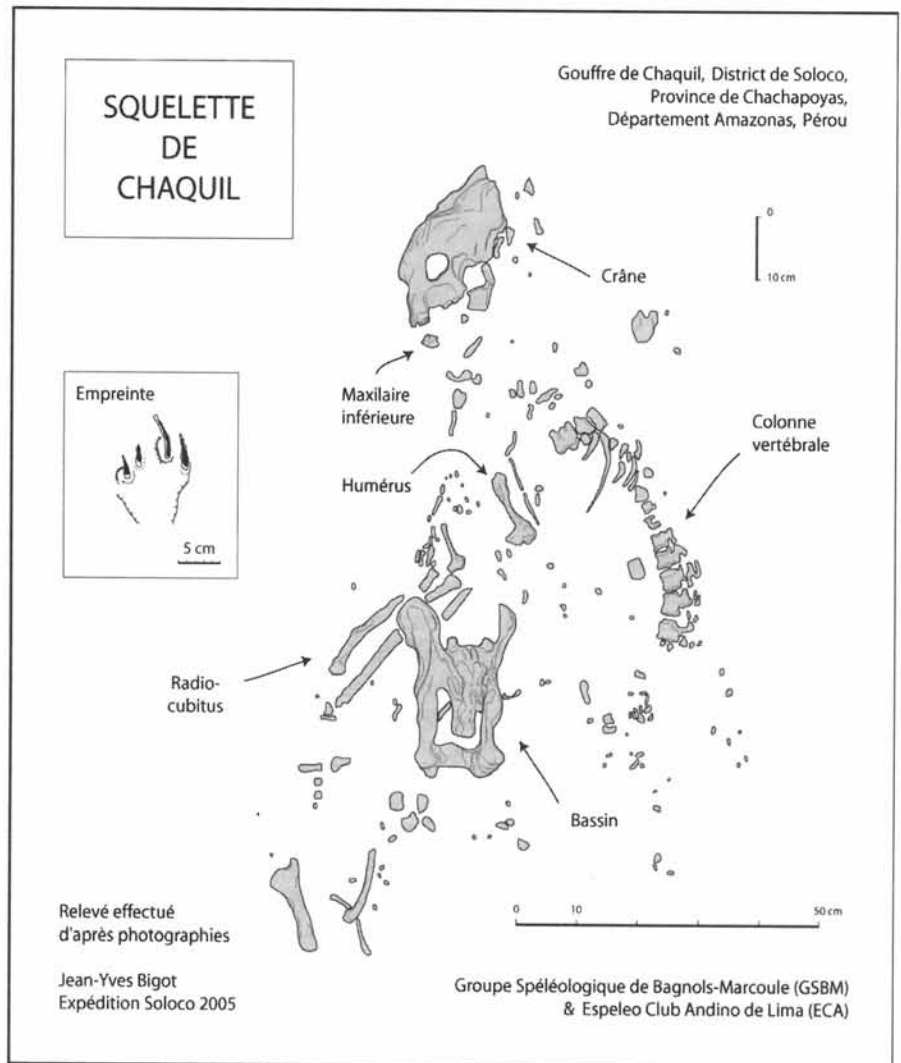 SQUELETTE
DE
CHAQUIL
Gouffre de Chaquil, District de Soloco,
Province de Chachapoyas,
Département Amazonas, Pérou
0
10 cm
Crâne
Maxilaire
inférieure
Empreinte
5 cm
Humérus
Colonne
vertébrale
Radio-
cubitus
Bassin
Relevé effectué
d'après photographies
0 10 50 cm
Jean-Yves Bigot
Expédition Soloco 2005
Groupe Spéléologique de Bagnols-Marcoule (GSBM)
& Espeleo Club Andino de Lima (ECA)